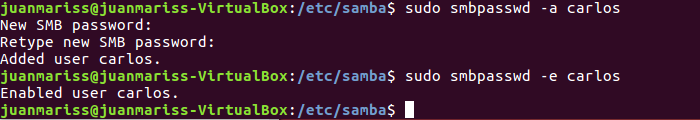 juanmariss@juanmariss-VirtualBox:/etc/samba$ sudo smbpasswd -a carlos
New SMB password:
Retype new SMB password:
Added user carlos.
juanmariss@juanmariss-VirtualBox:/etc/samba$ sudo smbpasswd -e carlos
Enabled user carlos.
juanmariss@juanmariss-VirtualBox:/etc/samba$